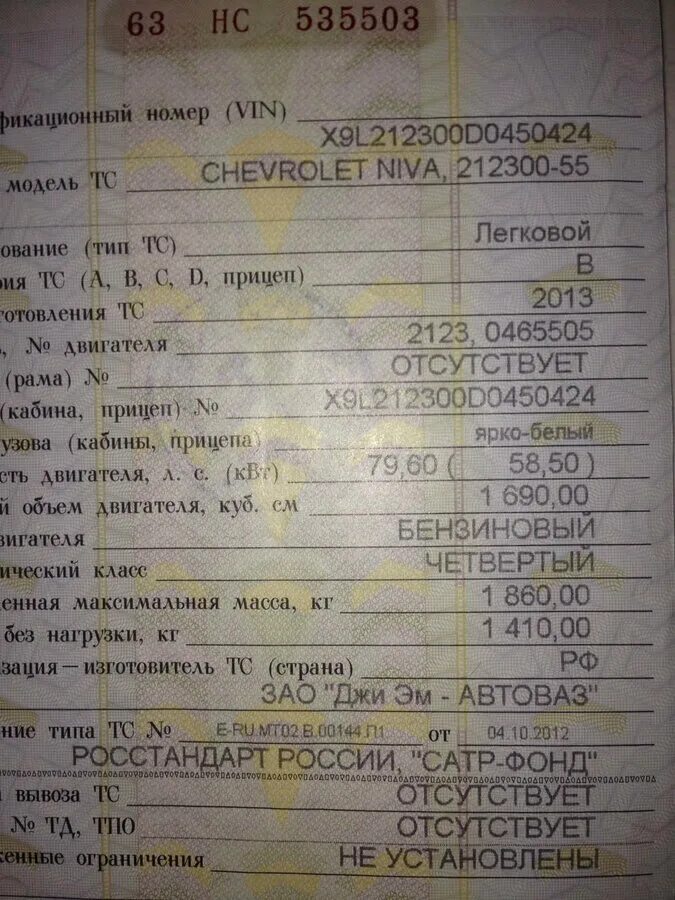 63 НС 535503
фикационный номер (VIN) X9L212300D0450424
модель ТС CHEVROLET NIVA, 212300-55
ование (тип ТС) Легковой
рия ТС (A, B, C, D, прицеп) B
готовления ТС 2013
, № двигателя 2123, 0465505
(рама) № ОТСУТСТВУЕТ
(кабина, прицеп) № X9L212300D0450424
узова (кабины, прицепа) ярко-белый
сть двигателя, л. с. (кВт) 79,60 ( 58,50 )
й объем двигателя, куб. см 1 690,00
вигателя БЕНЗИНОВЫЙ
ический класс ЧЕТВЕРТЫЙ
енная максимальная масса, кг 1 860,00
без нагрузки, кг 1 410,00
изация – изготовитель ТС (страна) РФ
ЗАО "Джи Эм - АВТОВАЗ"
ние типа ТС № E-RU.MT02.B.00144.П1 от 04.10.2012
РОССТАНДАРТ РОССИИ, "САТР-ФОНД"
вывоза ТС ОТСУТСТВУЕТ
№ ТД, ТПО ОТСУТСТВУЕТ
женные ограничения НЕ УСТАНОВЛЕНЫ